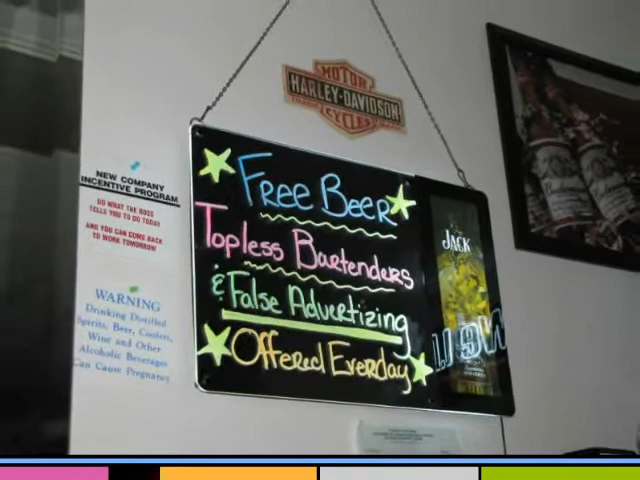 MOTOR
HARLEY-DAVIDSON
CYCLES
NEW COMPANY
INCENTIVE PROGRAM
DO WHAT THE BOSS
TELLS YOU TO DO TODAY
AND YOU CAN COME BACK
TO WORK TOMORROW
WARNING
Drinking Distilled
Spirits, Beer, Coolers,
Wine and Other
Alcoholic Beverages
Can Cause Pregnancy
Free Beer
Topless Bartenders
& False Advertizing
Offered Everday
JACK